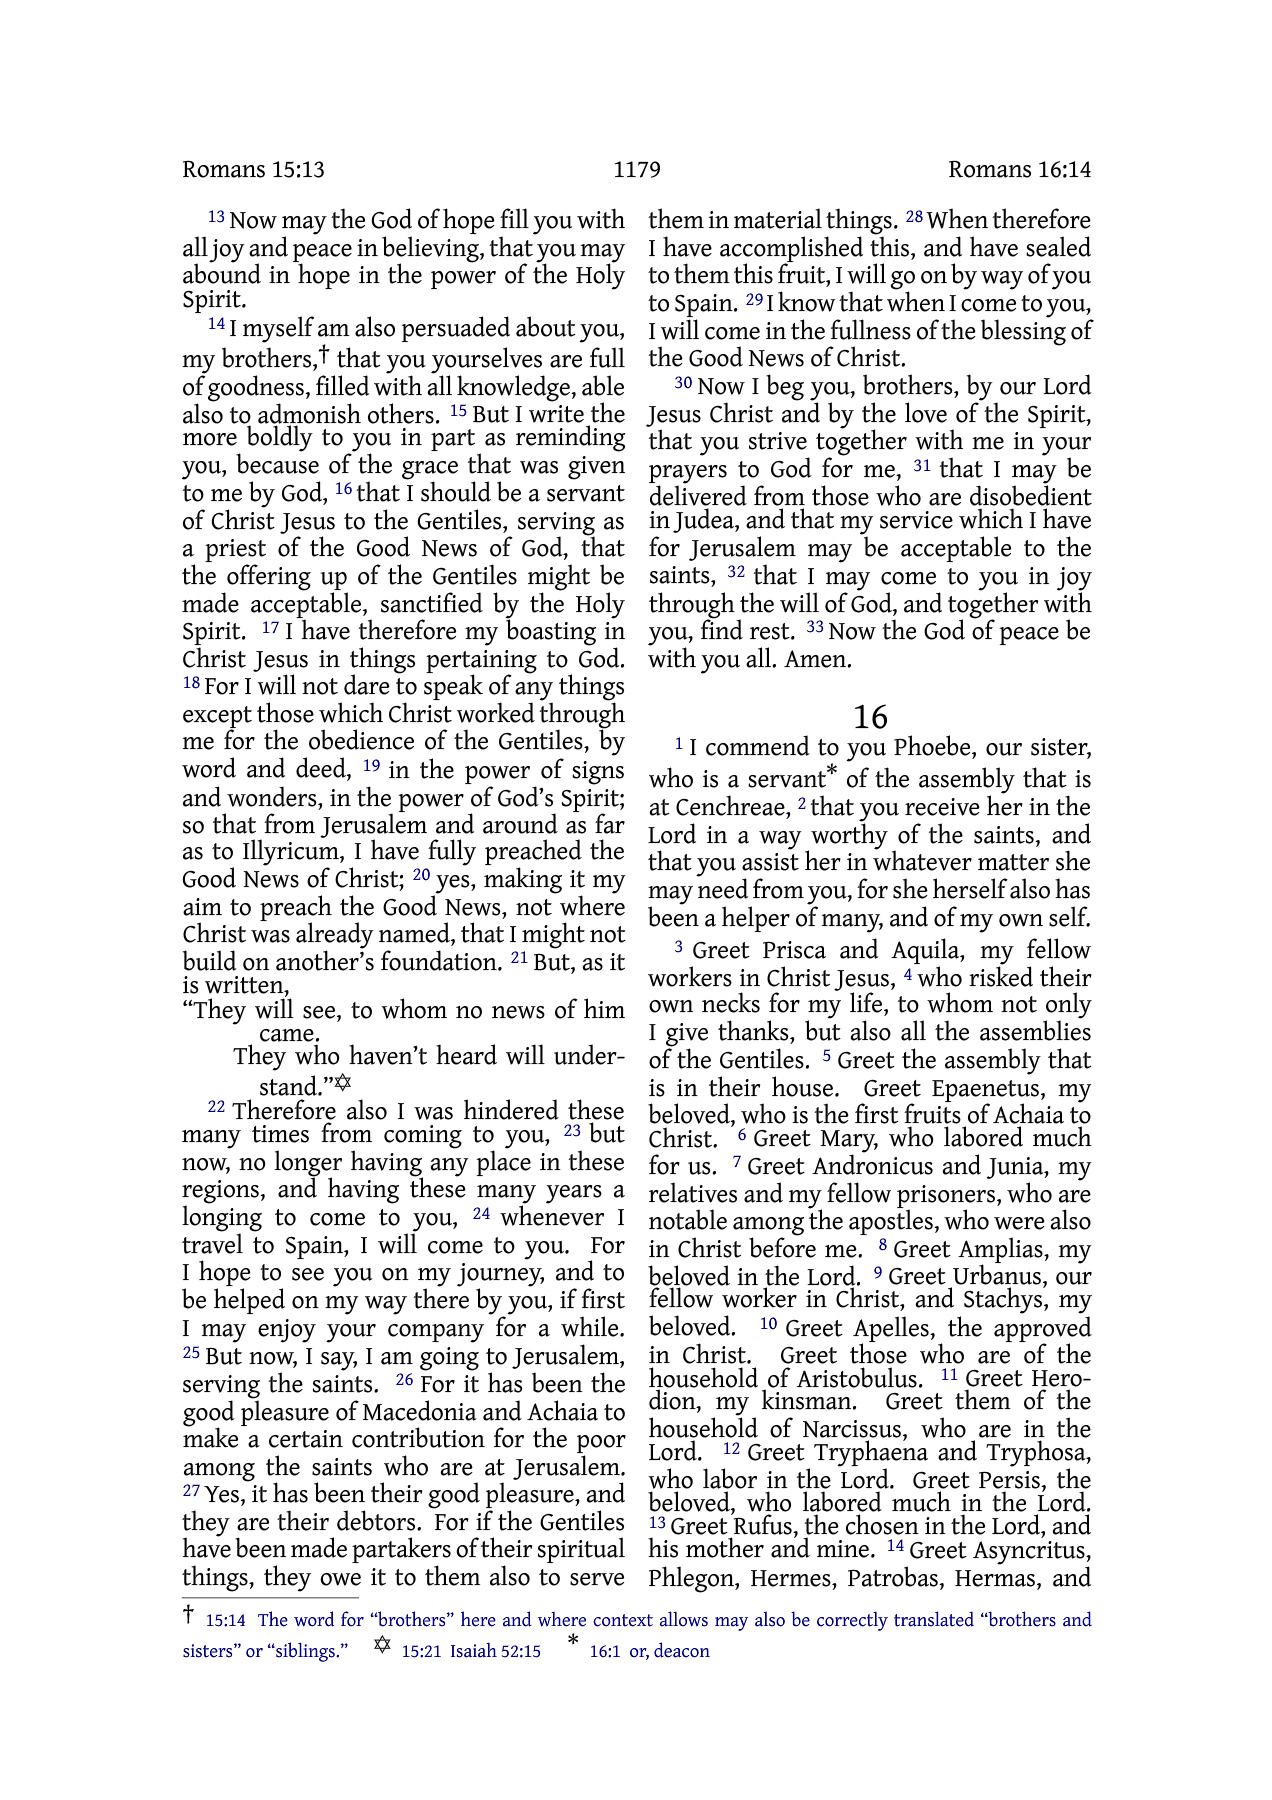 Romans 15:13 1179 Romans 16:14
13 Now may the God of hope fill you with
all joy and peace in believing, that you may
abound in hope in the power of the Holy
Spirit.
14 I myself am also persuaded about you,
my brothers,† that you yourselves are full
of goodness, filled with all knowledge, able
also to admonish others. 15 But I write the
more boldly to you in part as reminding
you, because of the grace that was given
to me by God, 16 that I should be a servant
of Christ Jesus to the Gentiles, serving as
a priest of the Good News of God, that
the offering up of the Gentiles might be
made acceptable, sanctified by the Holy
Spirit. 17 I have therefore my boasting in
Christ Jesus in things pertaining to God.
18 For I will not dare to speak of any things
except those which Christ worked through
me for the obedience of the Gentiles, by
word and deed, 19 in the power of signs
and wonders, in the power of God’s Spirit;
so that from Jerusalem and around as far
as to Illyricum, I have fully preached the
Good News of Christ; 20 yes, making it my
aim to preach the Good News, not where
Christ was already named, that I might not
build on another’s foundation. 21 But, as it
is written,
“They will see, to whom no news of him
came.
They who haven’t heard will under-
stand.”✡
22 Therefore also I was hindered these
many times from coming to you, 23 but
now, no longer having any place in these
regions, and having these many years a
longing to come to you, 24 whenever I
travel to Spain, I will come to you. For
I hope to see you on my journey, and to
be helped on my way there by you, if first
I may enjoy your company for a while.
25 But now, I say, I am going to Jerusalem,
serving the saints. 26 For it has been the
good pleasure of Macedonia and Achaia to
make a certain contribution for the poor
among the saints who are at Jerusalem.
27 Yes, it has been their good pleasure, and
they are their debtors. For if the Gentiles
have been made partakers of their spiritual
things, they owe it to them also to serve
them in material things. 28 When therefore
I have accomplished this, and have sealed
to them this fruit, I will go on by way of you
to Spain. 29 I know that when I come to you,
I will come in the fullness of the blessing of
the Good News of Christ.
30 Now I beg you, brothers, by our Lord
Jesus Christ and by the love of the Spirit,
that you strive together with me in your
prayers to God for me, 31 that I may be
delivered from those who are disobedient
in Judea, and that my service which I have
for Jerusalem may be acceptable to the
saints, 32 that I may come to you in joy
through the will of God, and together with
you, find rest. 33 Now the God of peace be
with you all. Amen.
16
1 I commend to you Phoebe, our sister,
who is a servant* of the assembly that is
at Cenchreae, 2 that you receive her in the
Lord in a way worthy of the saints, and
that you assist her in whatever matter she
may need from you, for she herself also has
been a helper of many, and of my own self.
3 Greet Prisca and Aquila, my fellow
workers in Christ Jesus, 4 who risked their
own necks for my life, to whom not only
I give thanks, but also all the assemblies
of the Gentiles. 5 Greet the assembly that
is in their house. Greet Epaenetus, my
beloved, who is the first fruits of Achaia to
Christ. 6 Greet Mary, who labored much
for us. 7 Greet Andronicus and Junia, my
relatives and my fellow prisoners, who are
notable among the apostles, who were also
in Christ before me. 8 Greet Amplias, my
beloved in the Lord. 9 Greet Urbanus, our
fellow worker in Christ, and Stachys, my
beloved. 10 Greet Apelles, the approved
in Christ. Greet those who are of the
household of Aristobulus. 11 Greet Hero-
dion, my kinsman. Greet them of the
household of Narcissus, who are in the
Lord. 12 Greet Tryphaena and Tryphosa,
who labor in the Lord. Greet Persis, the
beloved, who labored much in the Lord.
13 Greet Rufus, the chosen in the Lord, and
his mother and mine. 14 Greet Asyncritus,
Phlegon, Hermes, Patrobas, Hermas, and
† 15:14 The word for “brothers” here and where context allows may also be correctly translated “brothers and
sisters” or “siblings.” ✡ 15:21 Isaiah 52:15 * 16:1 or, deacon